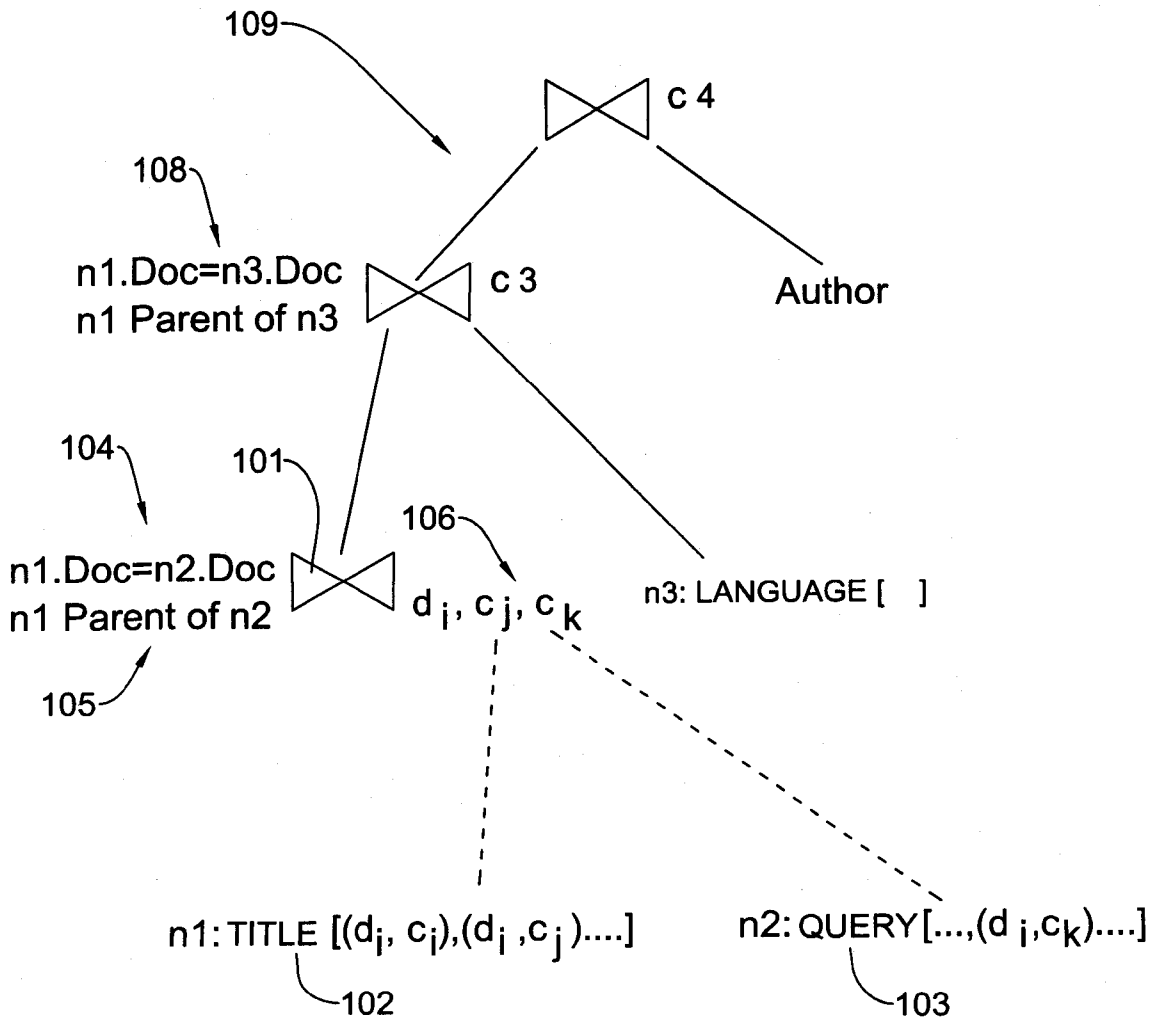 109
c 4
108
n1.Doc=n3.Doc
n1 Parent of n3
c 3
Author
104
101
106
n1.Doc=n2.Doc
n1 Parent of n2
d i, c j, c k
n3: LANGUAGE [ ]
105
n1: TITLE [(di, ci),(di ,cj)....]
n2: QUERY[...,(d i,ck)....]
102
103